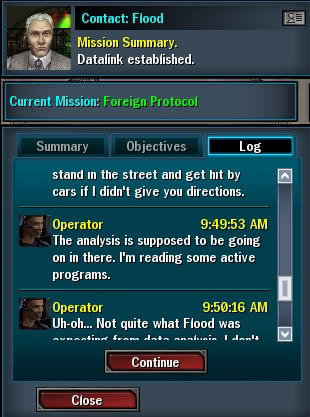 Contact: Flood
Mission Summary.
Datalink established.
Current Mission: Foreign Protocol
Summary
Objectives
Log
stand in the street and get hit by
cars if I didn't give you directions.
Operator 9:49:53 AM
The analysis is supposed to be going
on in there. I'm reading some active
programs.
Operator 9:50:16 AM
Uh-oh... Not quite what Flood was
expecting from data analysis. I don't
Continue
Close